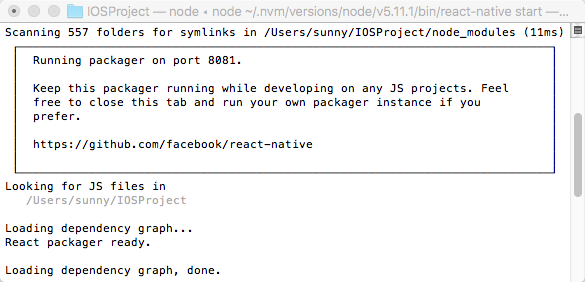 IOSProject — node • node ~/.nvm/versions/node/v5.11.1/bin/react-native start —...
Scanning 557 folders for symlinks in /Users/sunny/IOSProject/node_modules (11ms)
Running packager on port 8081.
Keep this packager running while developing on any JS projects. Feel
free to close this tab and run your own packager instance if you
prefer.
https://github.com/facebook/react-native
Looking for JS files in
/Users/sunny/IOSProject
Loading dependency graph...
React packager ready.
Loading dependency graph, done.